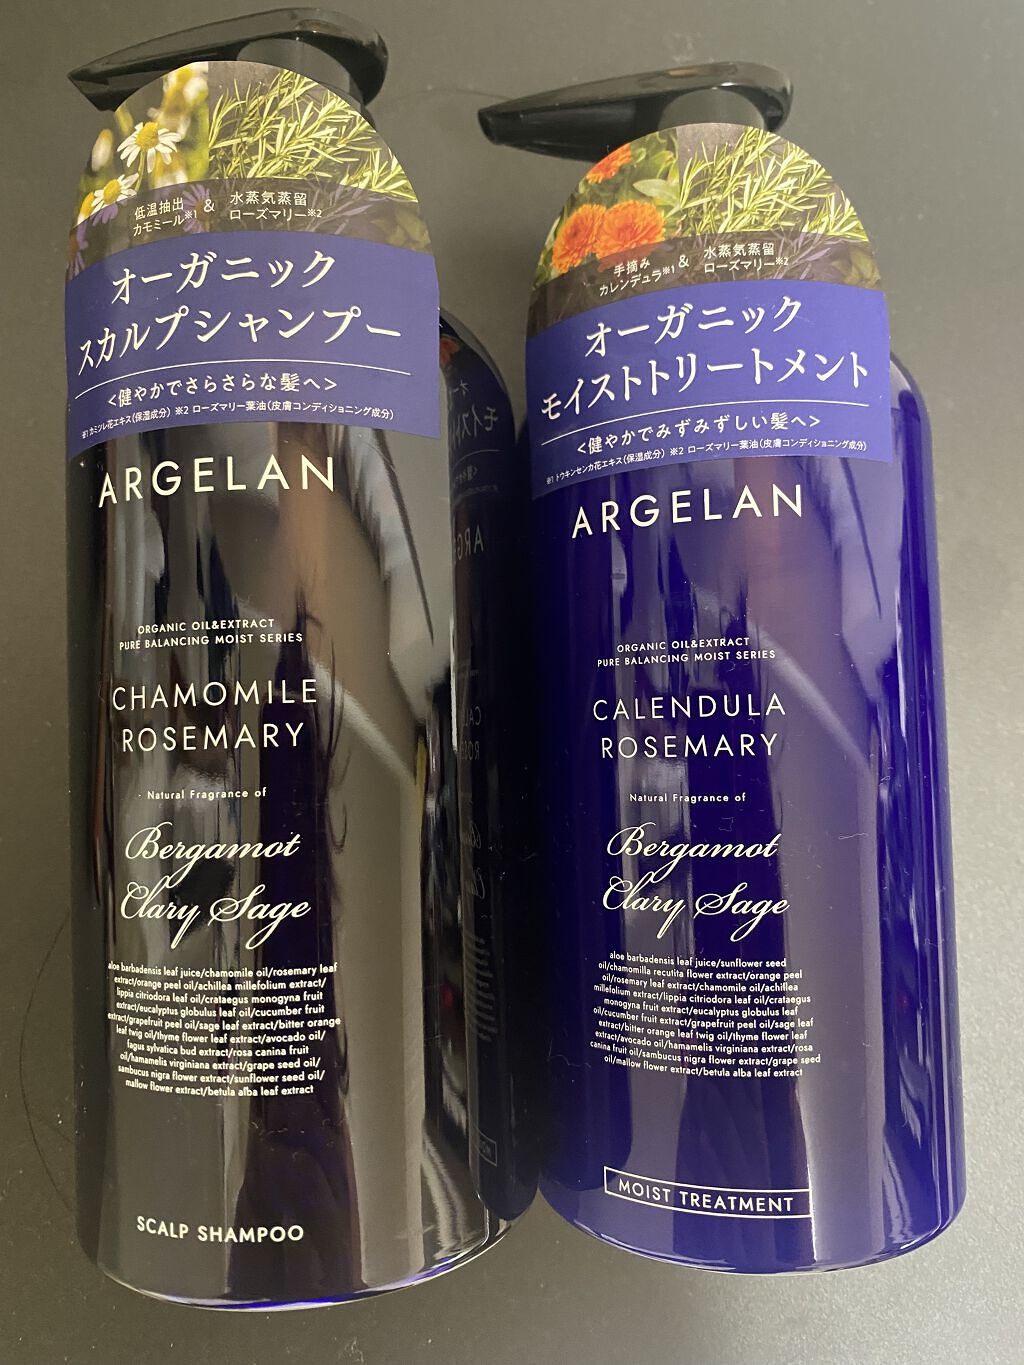 低温抽出
カモミール※1
&
水蒸気蒸留
ローズマリー※2
オーガニック
スカルプシャンプー
<健やかでさらさらな髪へ>
※1 カミツレ花エキス(保湿成分) ※2 ローズマリー葉油(皮膚コンディショニング成分)
ARGELAN
ORGANIC OIL&EXTRACT
PURE BALANCING MOIST SERIES
CHAMOMILE
ROSEMARY
Natural Fragrance of
Bergamot
Clary Sage
aloe barbadensis leaf juice/chamomile oil/rosemary leaf
extract/orange peel oil/achillea millefolium extract/
lippia citriodora leaf oil/crataegus monogyna fruit
extract/eucalyptus globulus leaf oil/cucumber fruit
extract/grapefruit peel oil/sage leaf extract/bitter orange
leaf twig oil/thyme flower leaf extract/avocado oil/
fagus sylvatica bud extract/rosa canina fruit
oil/hamamelis virginiana extract/grape seed oil/
sambucus nigra flower extract/sunflower seed oil/
mallow flower extract/betula alba leaf extract
SCALP SHAMPOO
手摘み
カレンデュラ※1
&
水蒸気蒸留
ローズマリー※2
オーガニック
モイストトリートメント
<健やかでみずみずしい髪へ>
※1 トウキンセンカ花エキス(保湿成分) ※2 ローズマリー葉油(皮膚コンディショニング成分)
ARGELAN
ORGANIC OIL&EXTRACT
PURE BALANCING MOIST SERIES
CALENDULA
ROSEMARY
Natural Fragrance of
Bergamot
Clary Sage
aloe barbadensis leaf juice/sunflower seed
oil/chamomilla recutita flower extract/orange peel
oil/rosemary leaf extract/chamomile oil/achillea
millefolium extract/lippia citriodora leaf oil/crataegus
monogyna fruit extract/eucalyptus globulus leaf
oil/cucumber fruit extract/grapefruit peel oil/sage leaf
extract/bitter orange leaf twig oil/thyme flower leaf
extract/avocado oil/hamamelis virginiana extract/rosa
canina fruit oil/sambucus nigra flower extract/grape seed
oil/mallow flower extract/betula alba leaf extract
MOIST TREATMENT